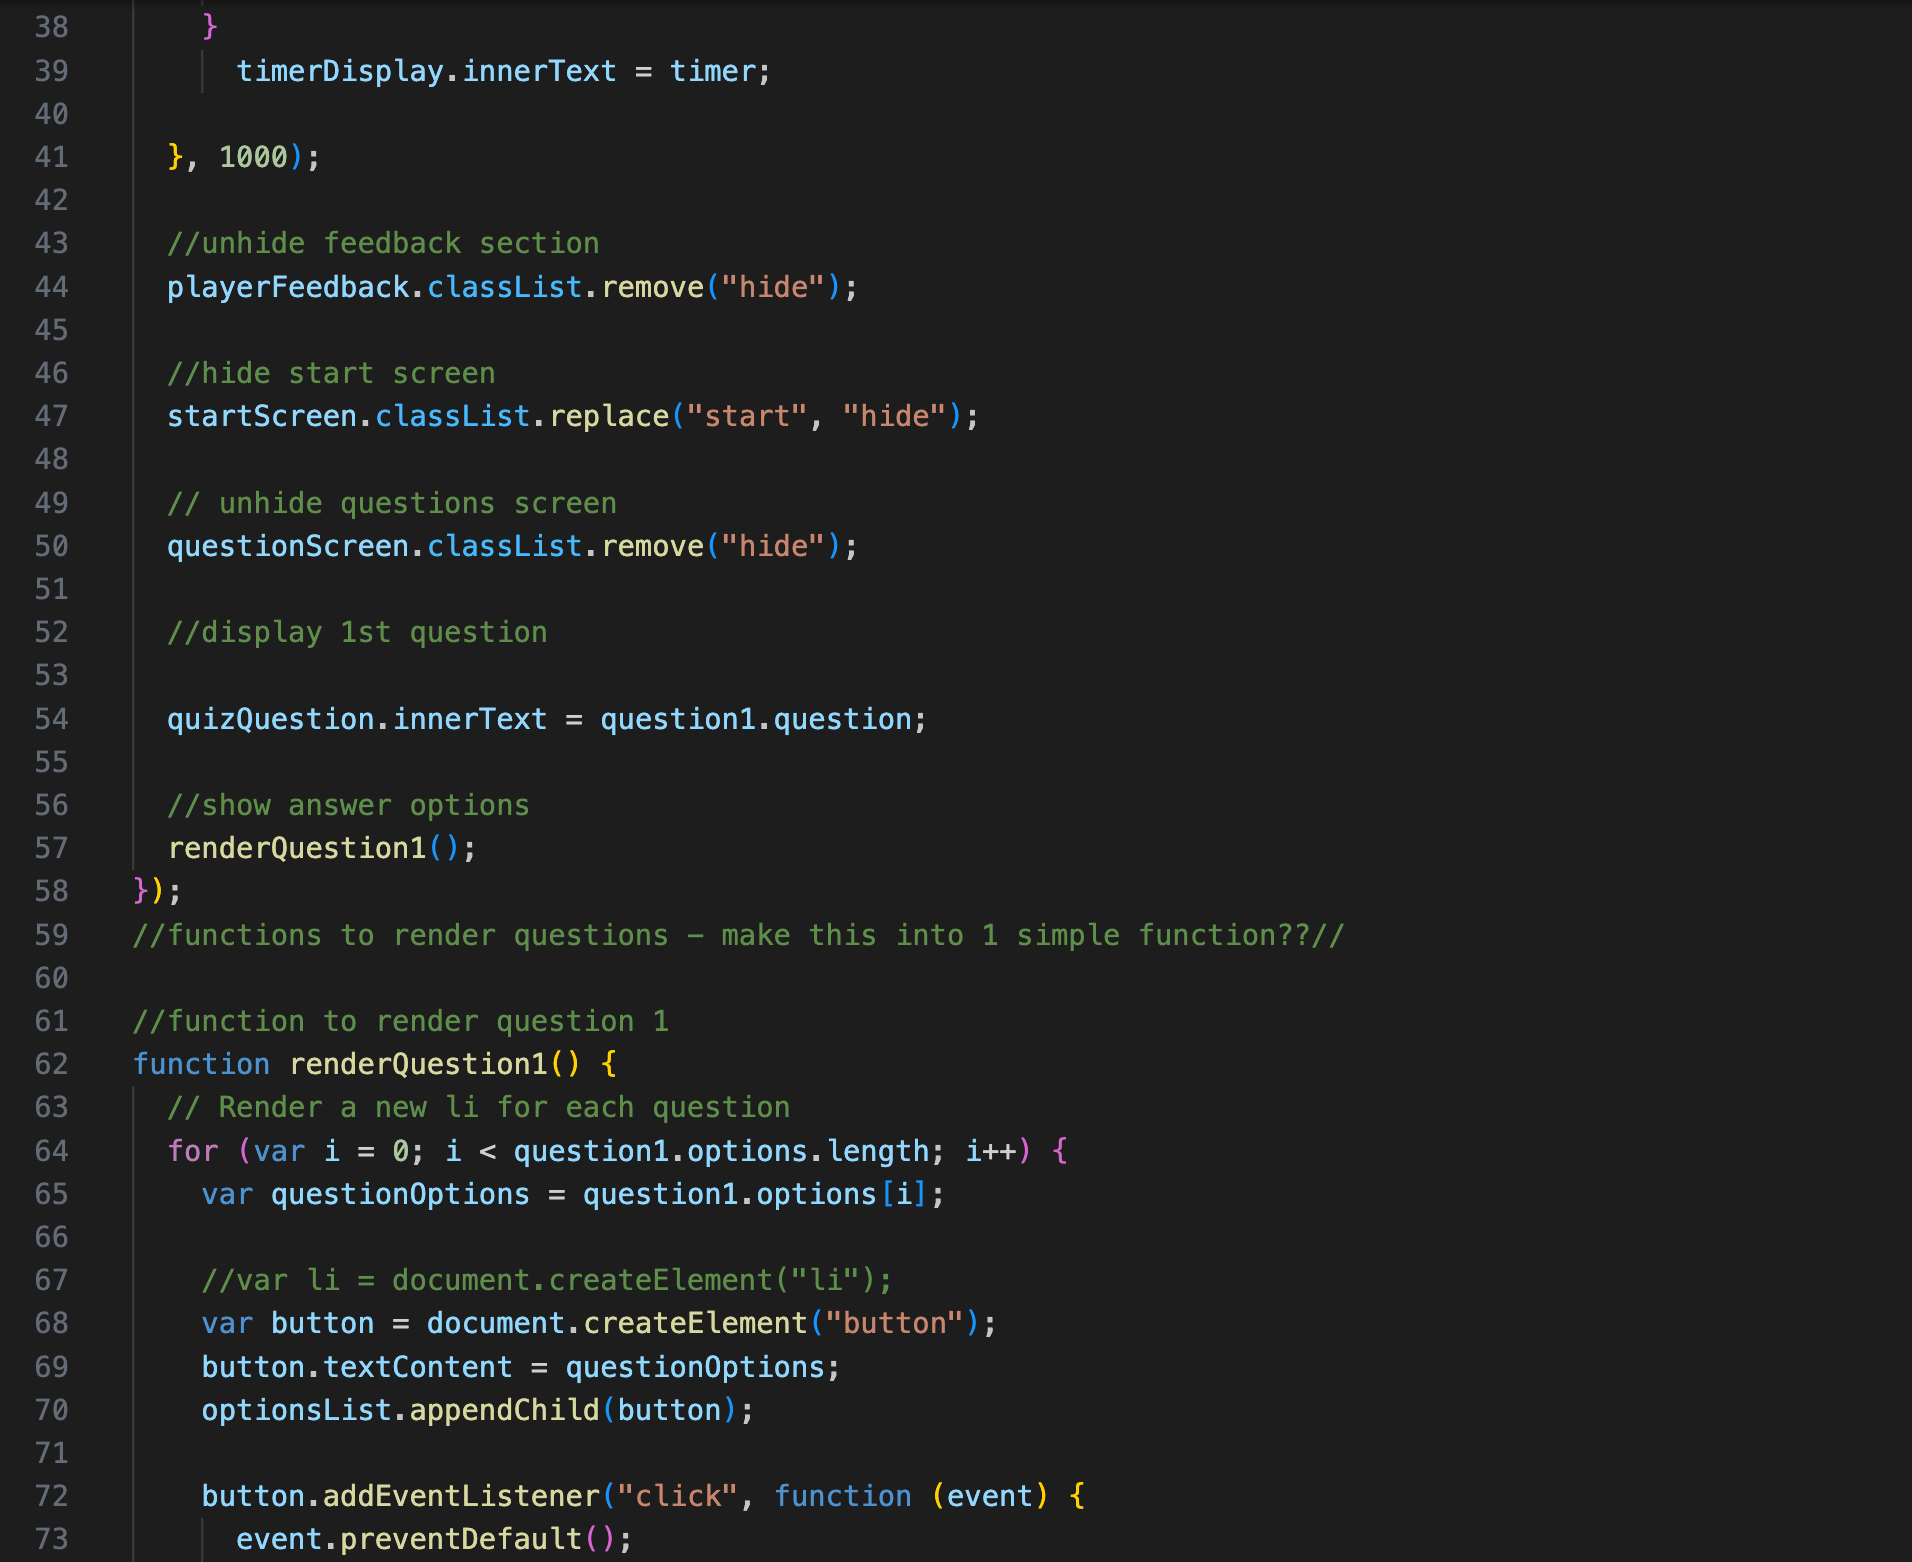 38 }
39 timerDisplay.innerText = timer;
40
41 }, 1000);
42
43 //unhide feedback section
44 playerFeedback.classList.remove("hide");
45
46 //hide start screen
47 startScreen.classList.replace("start", "hide");
48
49 // unhide questions screen
50 questionScreen.classList.remove("hide");
51
52 //display 1st question
53
54 quizQuestion.innerText = question1.question;
55
56 //show answer options
57 renderQuestion1();
58 });
59 //functions to render questions – make this into 1 simple function??//
60
61 //function to render question 1
62 function renderQuestion1() {
63 // Render a new li for each question
64 for (var i = 0; i < question1.options.length; i++) {
65 var questionOptions = question1.options[i];
66
67 //var li = document.createElement("li");
68 var button = document.createElement("button");
69 button.textContent = questionOptions;
70 optionsList.appendChild(button);
71
72 button.addEventListener("click", function (event) {
73 event.preventDefault();